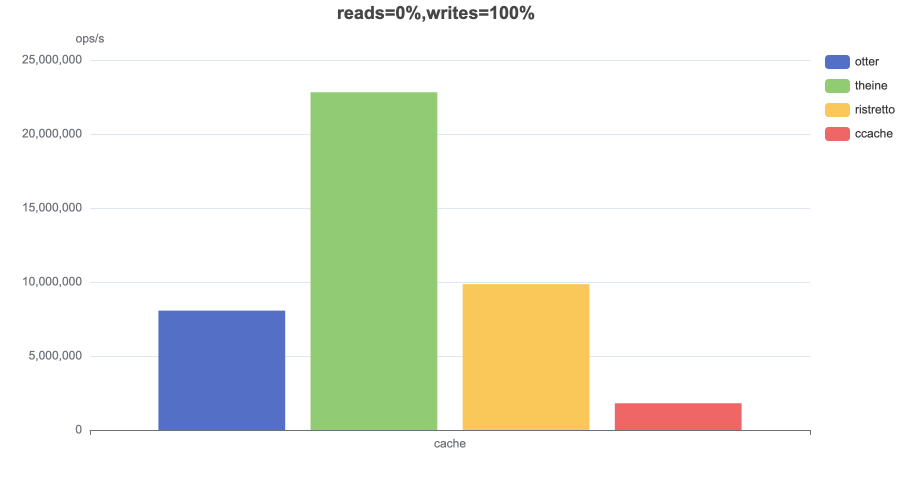 reads=0%,writes=100%
ops/s
25,000,000
20,000,000
15,000,000
10,000,000
5,000,000
0
cache
otter
theine
ristretto
ccache